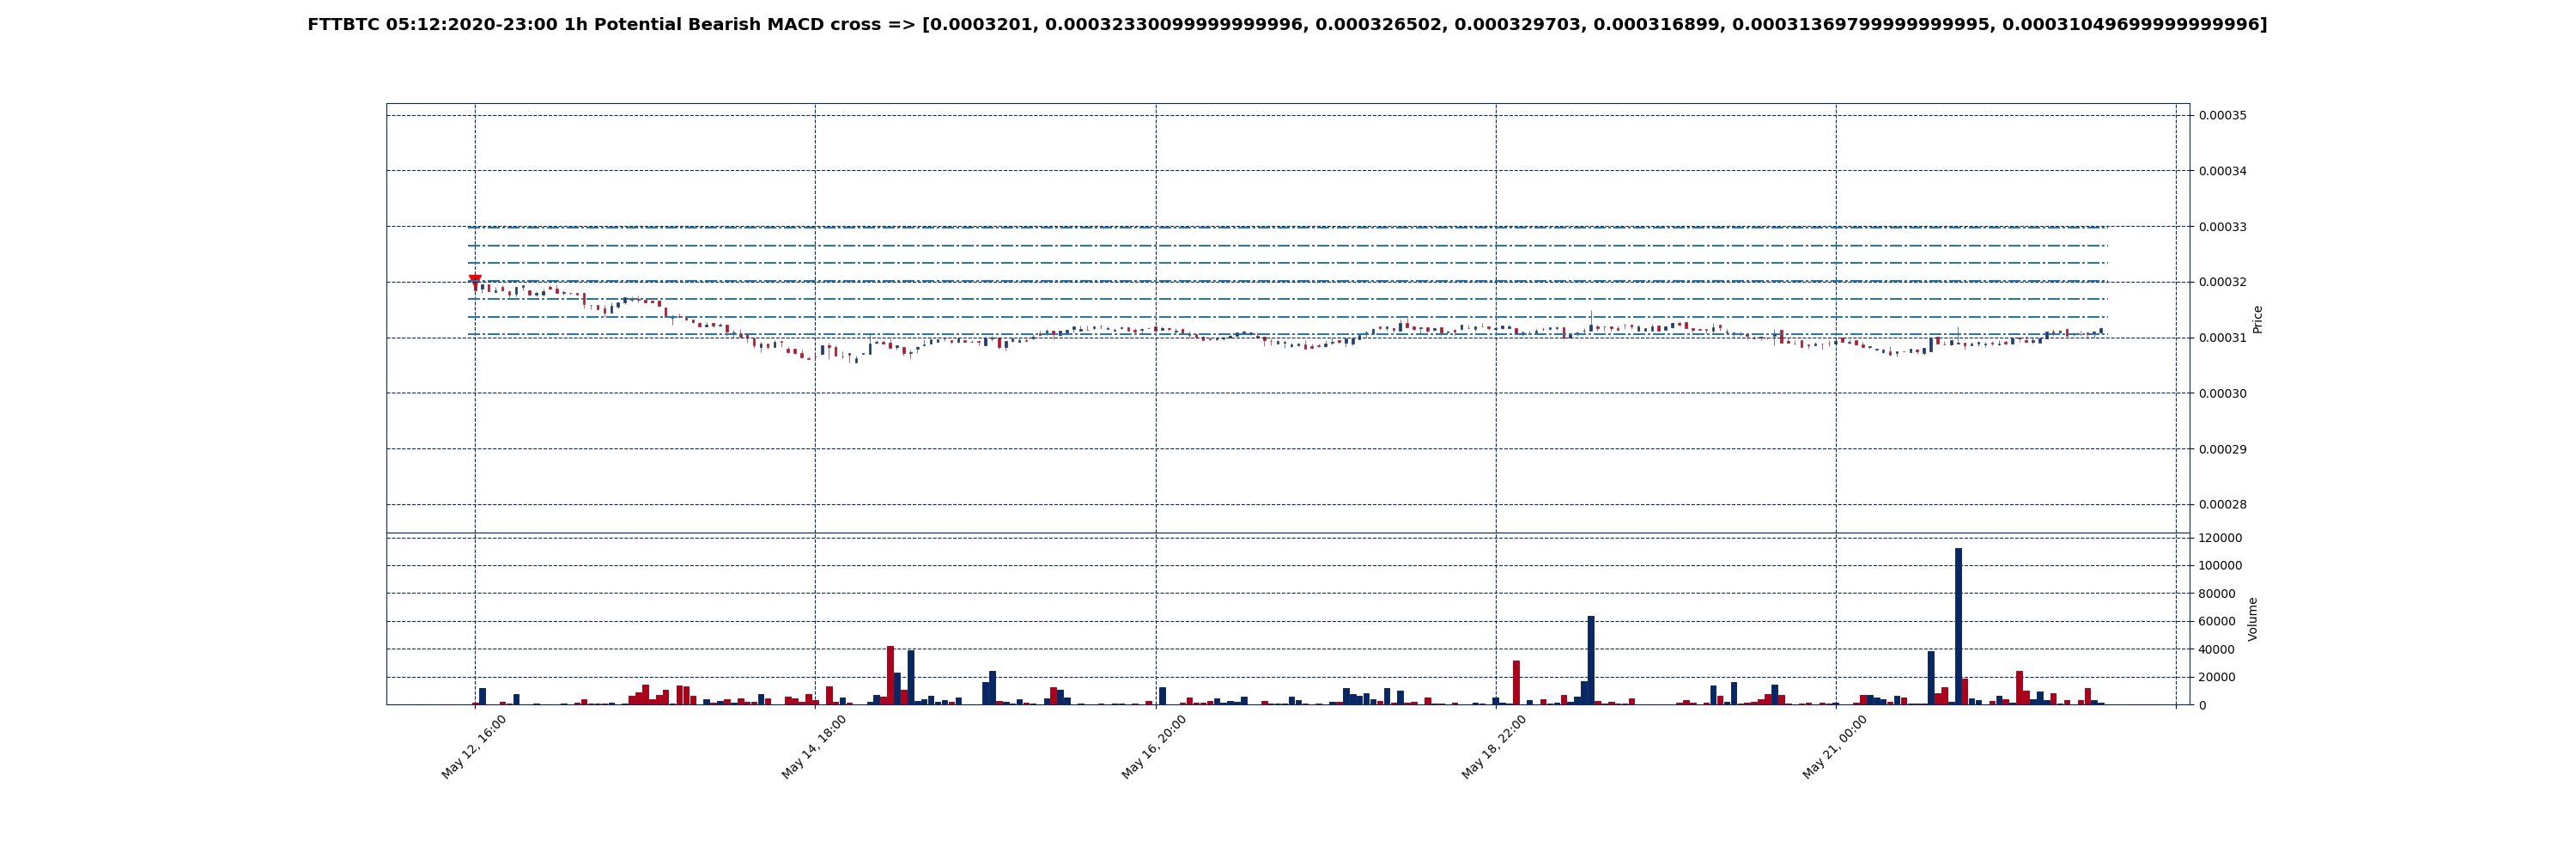 FTTBTC 05:12:2020-23:00 1h Potential Bearish MACD cross => [0.0003201, 0.00032330099999999996, 0.000326502, 0.000329703, 0.000316899, 0.00031369799999999995, 0.00031049699999999996]
0.00035
0.00034
0.00033
0.00032
0.00031
0.00030
0.00029
0.00028
Price
120000
100000
80000
60000
40000
20000
0
Volume
May 12, 16:00
May 14, 18:00
May 16, 20:00
May 18, 22:00
May 21, 00:00